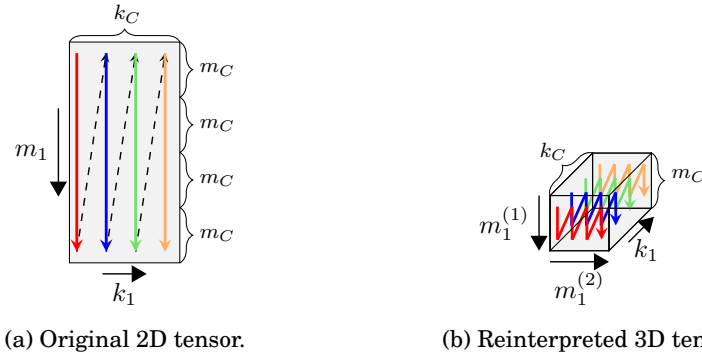 k_C
m_C
m_C
m_C
m_C
m_1
k_1
k_C
m_C
m_1^{(1)}
k_1
m_1^{(2)}
(a) Original 2D tensor.
(b) Reinterpreted 3D ten